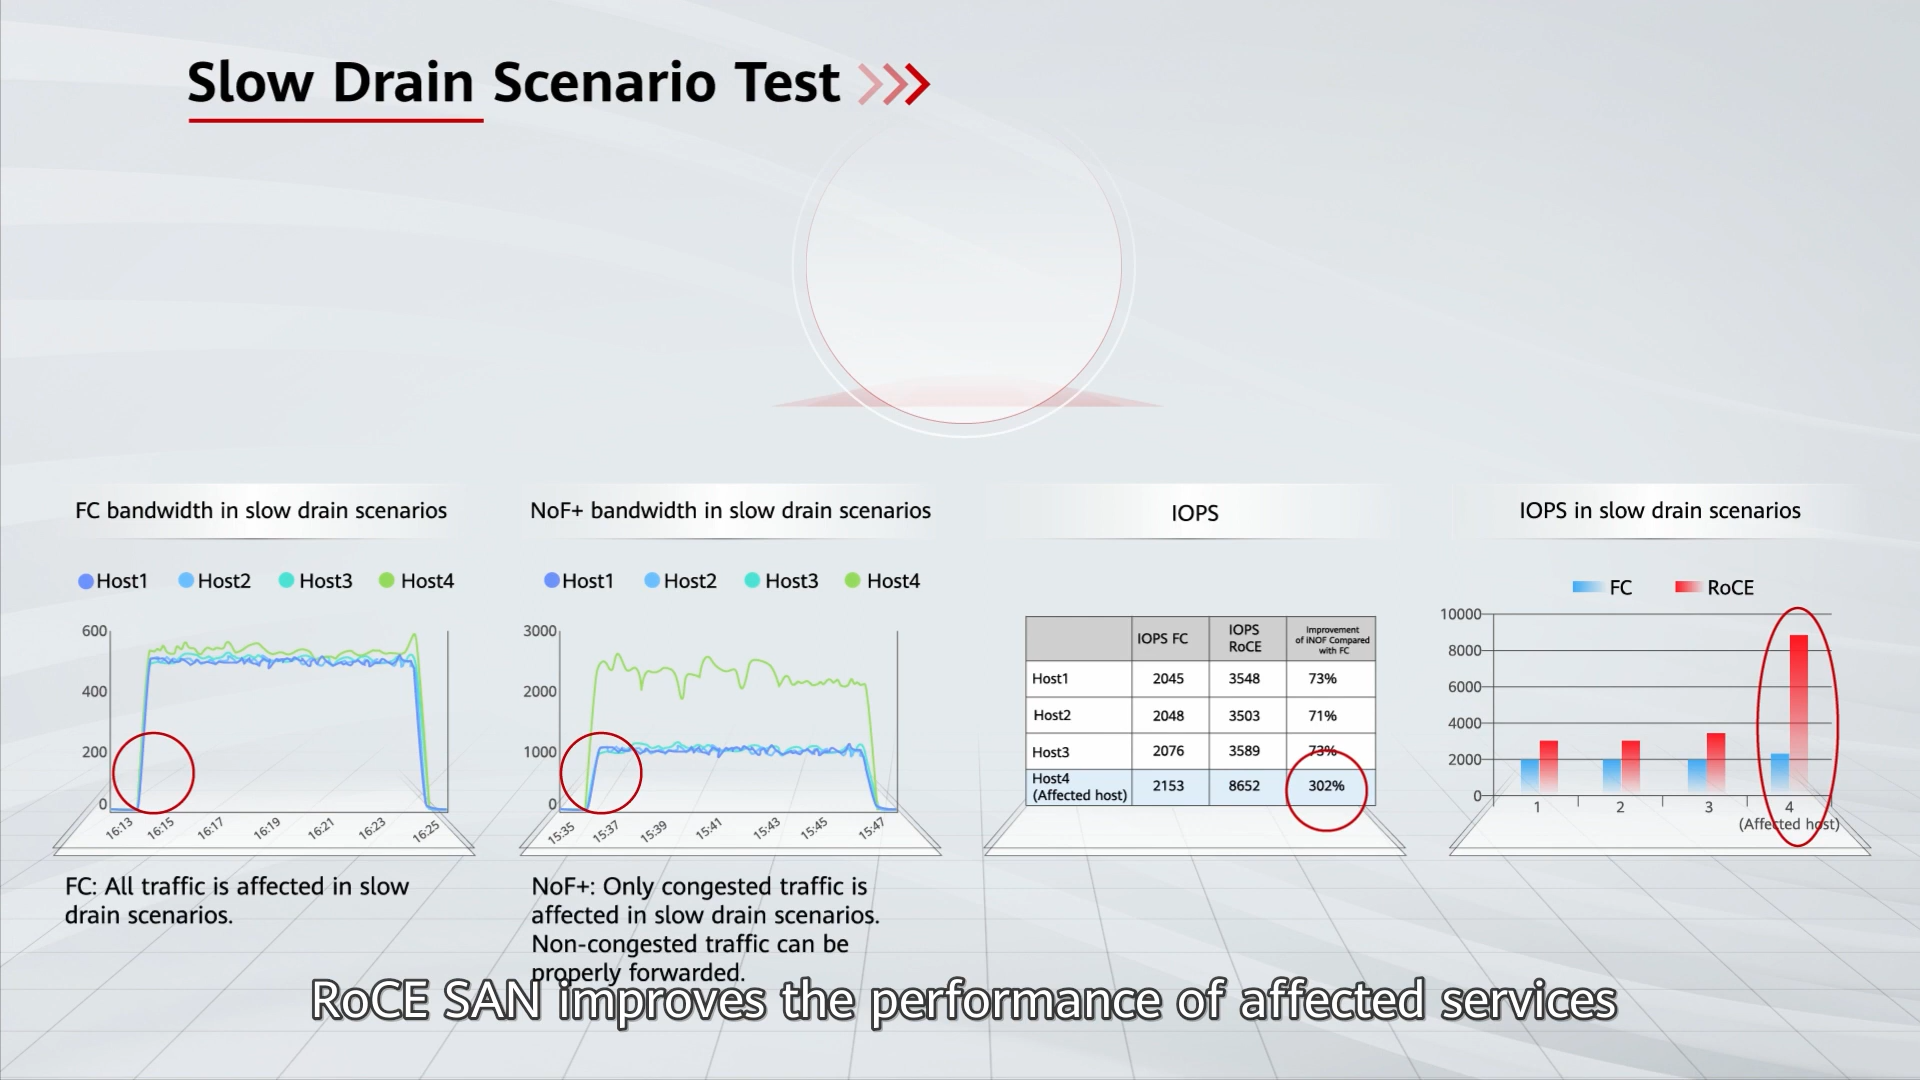 Slow Drain Scenario Test
FC bandwidth in slow drain scenarios
Host1 Host2 Host3 Host4
600
400
200
0
16:13 16:15 16:17 16:19 16:21 16:23 16:25
FC: All traffic is affected in slow
drain scenarios.
NoF+ bandwidth in slow drain scenarios
Host1 Host2 Host3 Host4
3000
2000
1000
0
15:35 15:37 15:39 15:41 15:43 15:45 15:47
NoF+: Only congested traffic is
affected in slow drain scenarios.
Non-congested traffic can be
properly forwarded.
IOPS
IOPS FC
IOPS
RoCE
Improvement
of iNOF Compared
with FC
Host1 2045 3548 73%
Host2 2048 3503 71%
Host3 2076 3589 73%
Host4
(Affected host) 2153 8652 302%
IOPS in slow drain scenarios
FC RoCE
10000
8000
6000
4000
2000
0
1 2 3 4
(Affected host)
RoCE SAN improves the performance of affected services